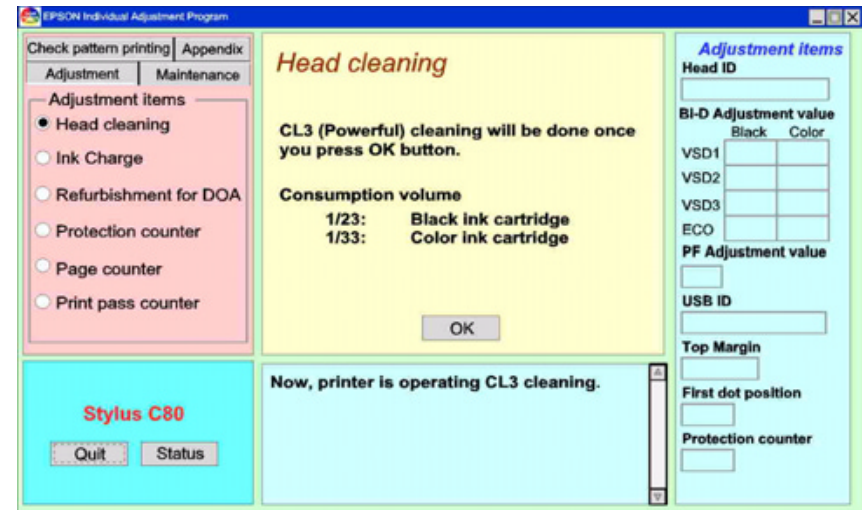 EPSON Individual Adjustment Program
Check pattern printing Appendix
Adjustment Maintenance
Adjustment items
Head cleaning
Ink Charge
Refurbishment for DOA
Protection counter
Page counter
Print pass counter
Stylus C80
Quit Status
Head cleaning
CL3 (Powerful) cleaning will be done once
you press OK button.
Consumption volume
1/23: Black ink cartridge
1/33: Color ink cartridge
OK
Now, printer is operating CL3 cleaning.
Adjustment items
Head ID
BI-D Adjustment value
Black Color
VSD1
VSD2
VSD3
ECO
PF Adjustment value
USB ID
Top Margin
First dot position
Protection counter